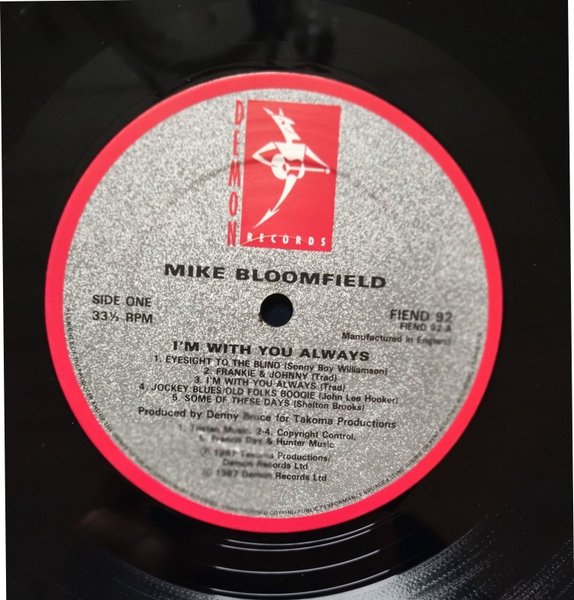 DEMON
RECORDS
MIKE BLOOMFIELD
SIDE ONE
33⅓ RPM
FIEND 92
FIEND 92 A
Manufactured in England
I'M WITH YOU ALWAYS
1. EYESIGHT TO THE BLIND (Sonny Boy Williamson)
2. FRANKIE & JOHNNY (Trad)
3. I'M WITH YOU ALWAYS (Trad)
4. JOCKEY BLUES/OLD FOLKS BOOGIE (John Lee Hooker)
5. SOME OF THESE DAYS (Shelton Brooks)
Produced by Denny Bruce for Takoma Productions
Music 2-4. Copyright Control.
5. Francis Day & Hunter Music
℗ 1987 Takoma Productions/
Demon Records Ltd
© 1987 Demon Records Ltd